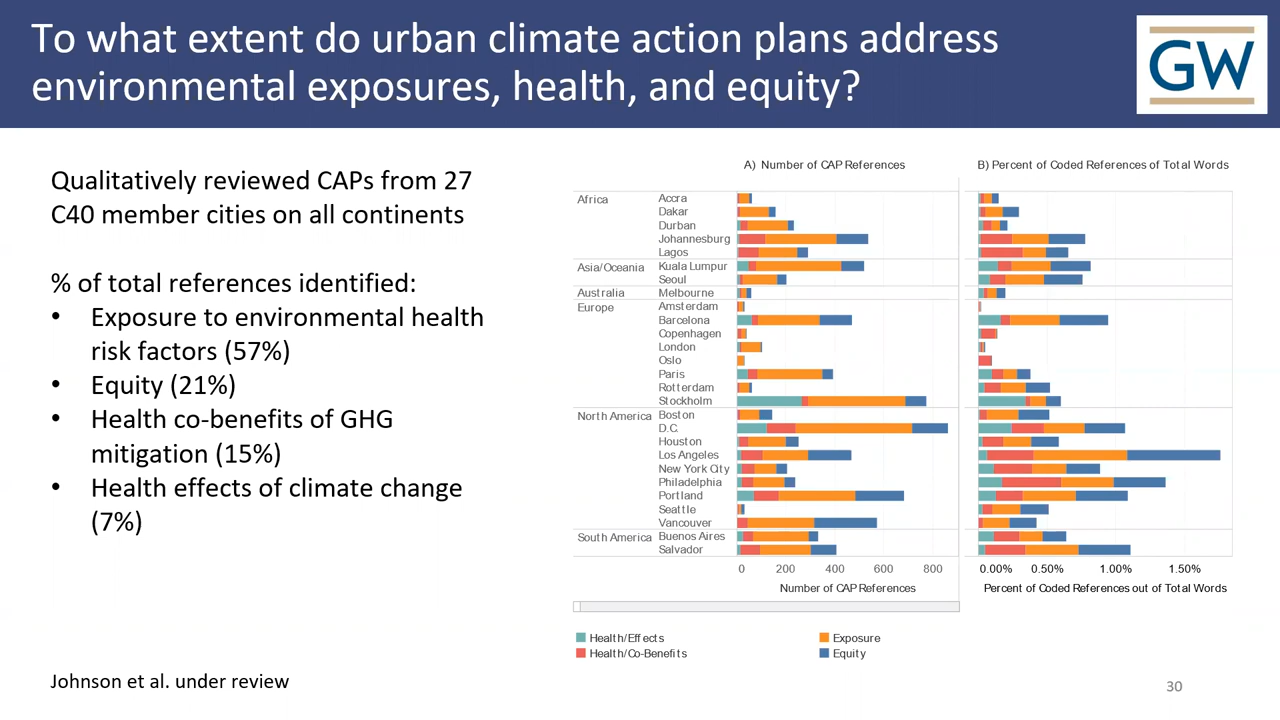 To what extent do urban climate action plans address
environmental exposures, health, and equity?
GW
Qualitatively reviewed CAPs from 27
C40 member cities on all continents
% of total references identified:
• Exposure to environmental health
risk factors (57%)
• Equity (21%)
• Health co-benefits of GHG
mitigation (15%)
• Health effects of climate change
(7%)
A) Number of CAP References
B) Percent of Coded References of Total Words
Africa Accra
Dakar
Durban
Johannesburg
Lagos
Asia/Oceania Kuala Lumpur
Seoul
Australia Melbourne
Europe Amsterdam
Barcelona
Copenhagen
London
Oslo
Paris
Rotterdam
Stockholm
North America Boston
D.C.
Houston
Los Angeles
New York City
Philadelphia
Portland
Seattle
Vancouver
South America Buenos Aires
Salvador
0 200 400 600 800
0.00% 0.50% 1.00% 1.50%
Number of CAP References
Percent of Coded References out of Total Words
Health/Effects
Exposure
Health/Co-Benefits
Equity
Johnson et al. under review
30